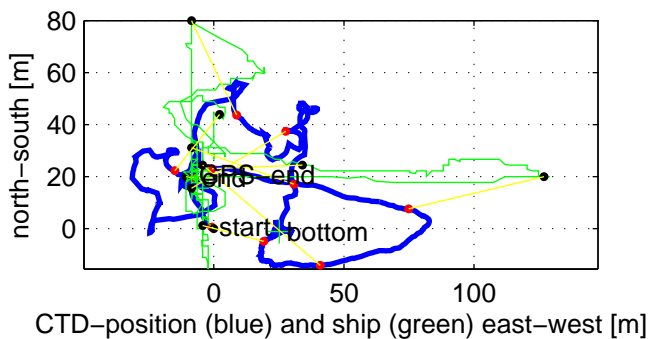 80
60
40
20
0
north−south [m]
GPS−end
end
start
bottom
0
50
100
CTD−position (blue) and ship (green) east−west [m]